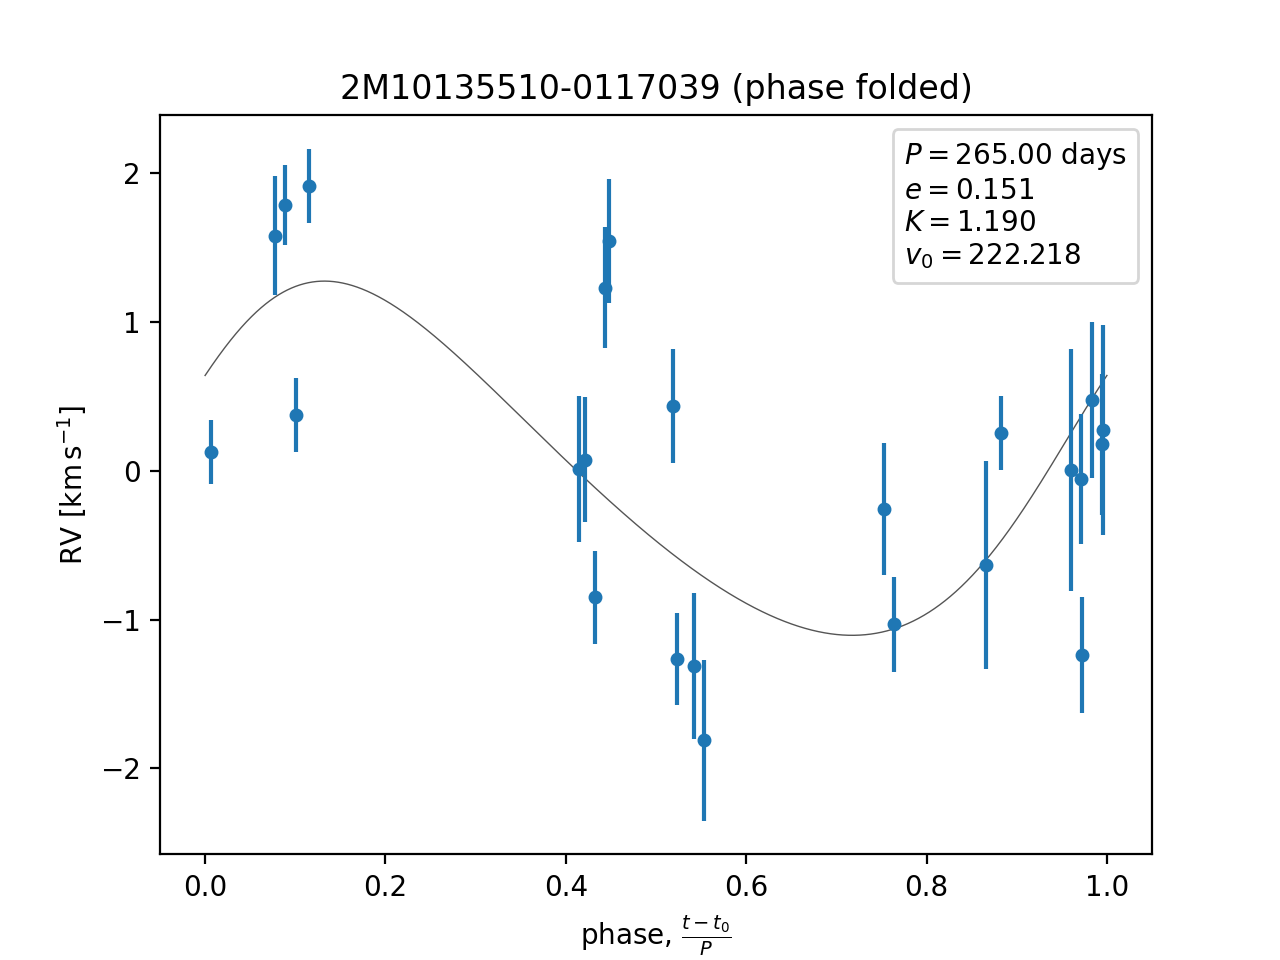 2M10135510-0117039 (phase folded)
P = 265.00 days
e = 0.151
K = 1.190
v₀ = 222.218
RV [km s⁻¹]
2
1
0
−1
−2
0.0 0.2 0.4 0.6 0.8 1.0
phase, (t − t₀)/P